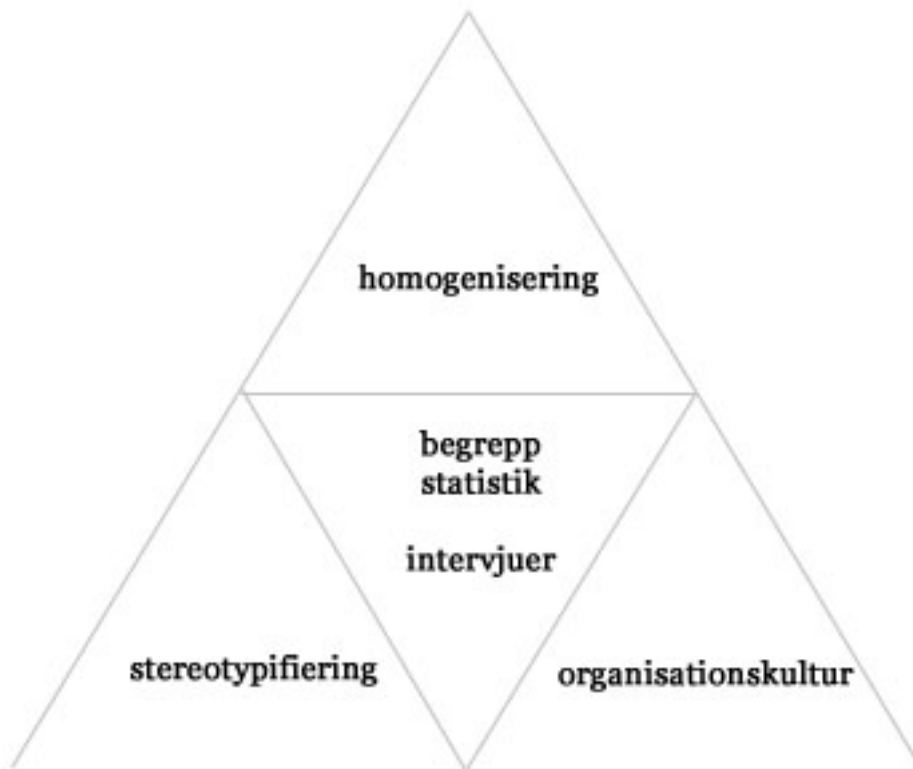 homogenisering
begrepp
statistik
intervjuer
stereotypifiering
organisationskultur